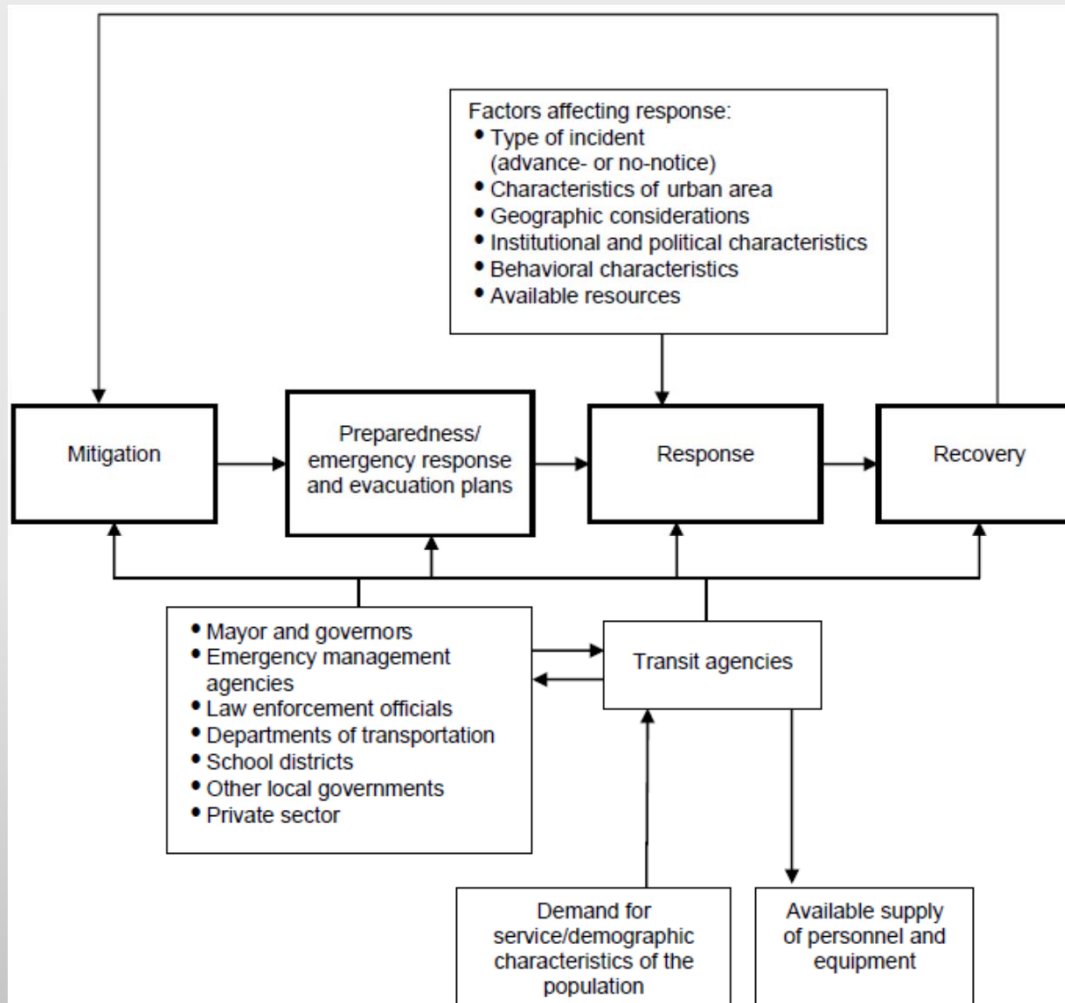 Factors affecting response:
• Type of incident
(advance- or no-notice)
• Characteristics of urban area
• Geographic considerations
• Institutional and political characteristics
• Behavioral characteristics
• Available resources
Mitigation
Preparedness/
emergency response
and evacuation plans
Response
Recovery
• Mayor and governors
• Emergency management
agencies
• Law enforcement officials
• Departments of transportation
• School districts
• Other local governments
• Private sector
Transit agencies
Demand for
service/demographic
characteristics of the
population
Available supply
of personnel and
equipment